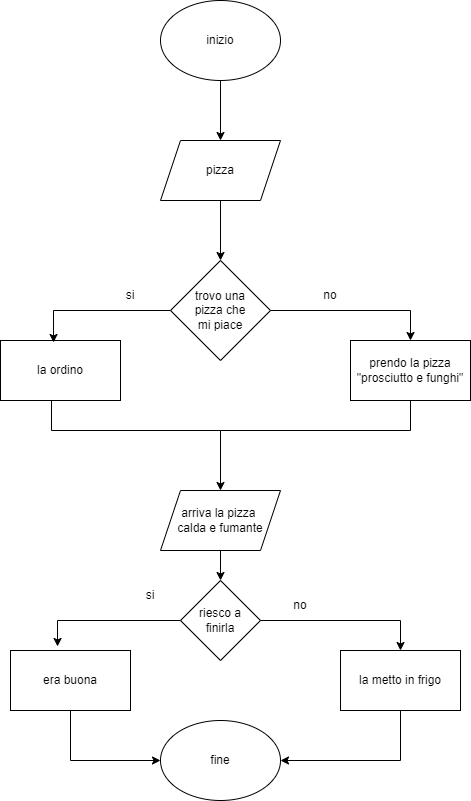 inizio
pizza
trovo una
pizza che
mi piace
si
no
la ordino
prendo la pizza
"prosciutto e funghi"
arriva la pizza
calda e fumante
riesco a
finirla
si
no
era buona
la metto in frigo
fine